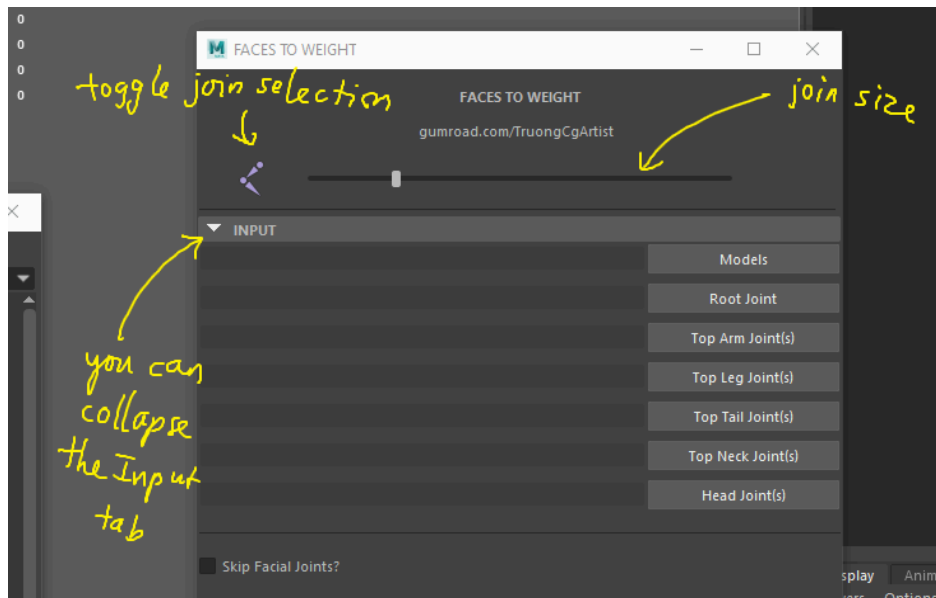 0
0
0
0
FACES TO WEIGHT
toggle join selection
FACES TO WEIGHT
join size
gumroad.com/TruongCgArtist
INPUT
Models
Root Joint
Top Arm Joint(s)
you can
collapse
the Input
tab
Top Leg Joint(s)
Top Tail Joint(s)
Top Neck Joint(s)
Head Joint(s)
Skip Facial Joints?
splay
Anim
Options